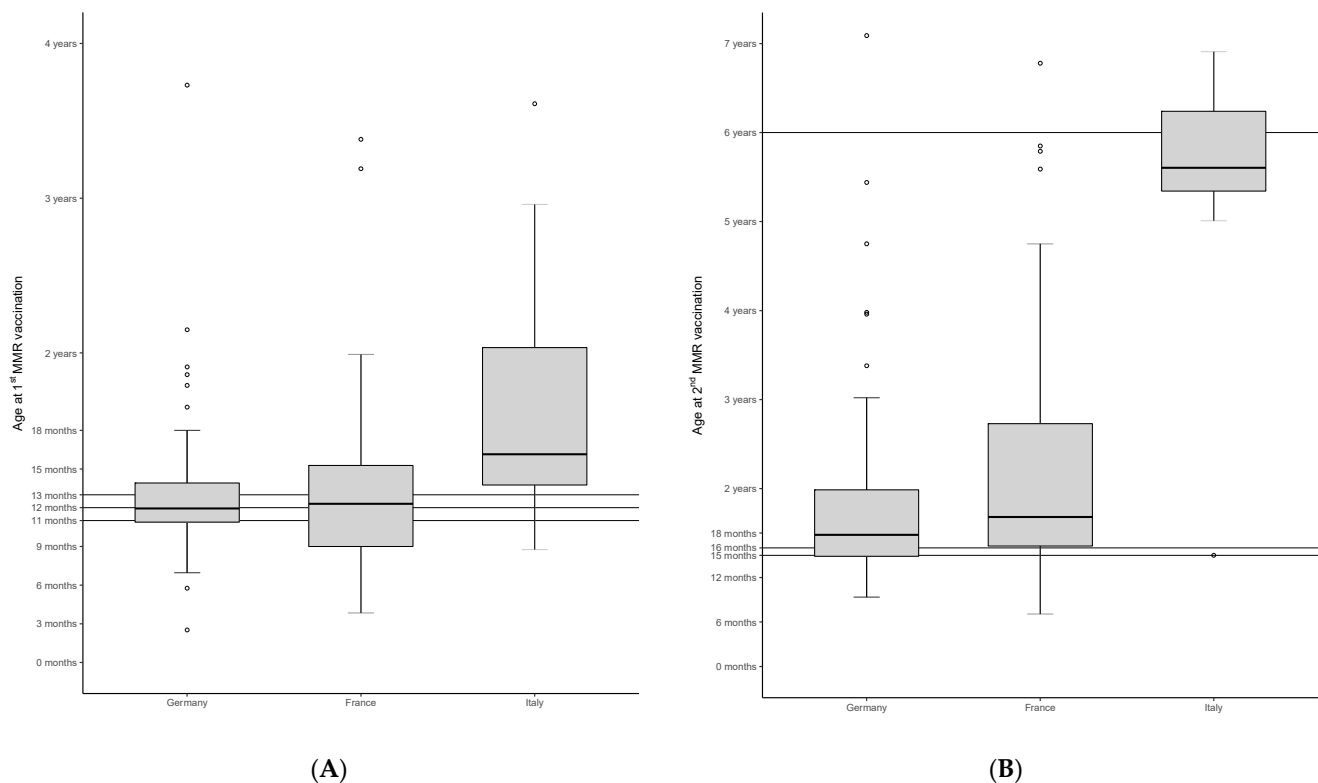 4 years
3 years
2 years
18 months
15 months
13 months
12 months
11 months
9 months
6 months
3 months
0 months
Age at 1st MMR vaccination
Germany France Italy
(A)
7 years
6 years
5 years
4 years
3 years
2 years
18 months
16 months
15 months
12 months
6 months
0 months
Age at 2nd MMR vaccination
Germany France Italy
(B)